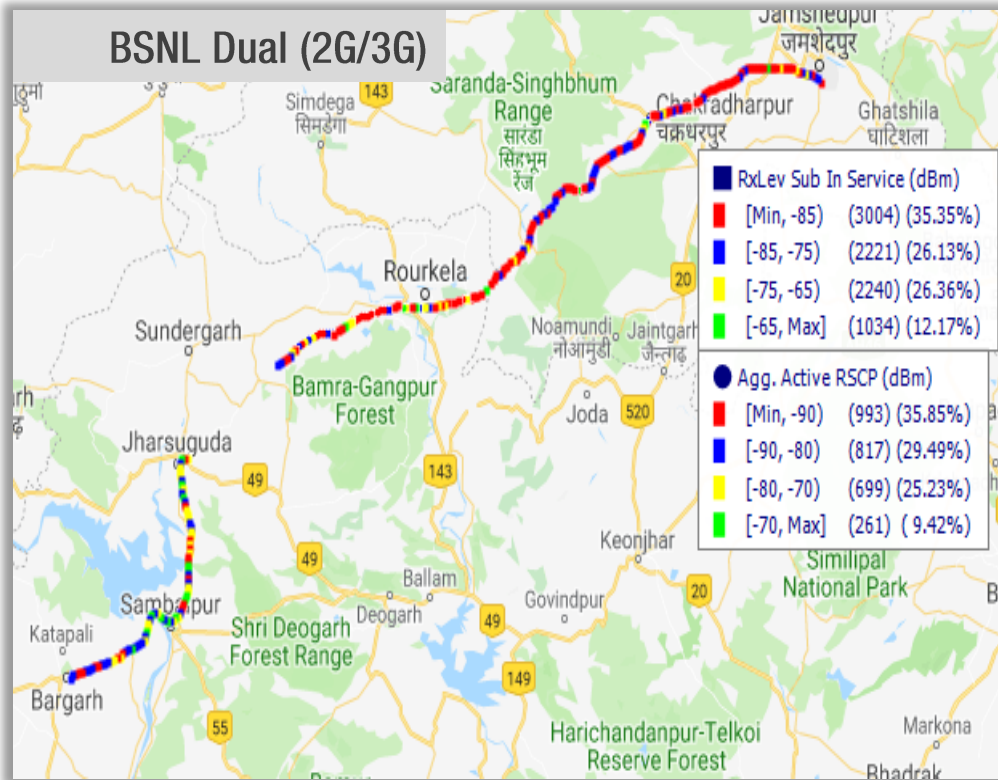 BSNL Dual (2G/3G)
Jamshedpur
जमशेदपुर
143
Saranda-Singhbhum
Range
सारंडा
सिंहभूम
रेंज
Simdega
सिमडेगा
Chakradharpur
चक्रधरपुर
Ghatshila
घाटशिला
RxLev Sub In Service (dBm)
[Min, -85) (3004) (35.35%)
[-85, -75) (2221) (26.13%)
[-75, -65) (2240) (26.36%)
[-65, Max] (1034) (12.17%)
Agg. Active RSCP (dBm)
[Min, -90) (993) (35.85%)
[-90, -80) (817) (29.49%)
[-80, -70) (699) (25.23%)
[-70, Max] (261) ( 9.42%)
Rourkela
20
Noamundi
नोआमुंडी
Jaintgarh
जैन्तगढ़
Sundergarh
Bamra-Gangpur
Forest
Joda
520
Jharsuguda
49
143
49
Keonjhar
Similipal
National Park
Ballam
Deogarh
Govindpur
20
49
Sambalpur
Katapali
Shri Deogarh
Forest Range
149
Bargarh
55
Harichandanpur-Telkoi
Reserve Forest
Markona
Bhadrak